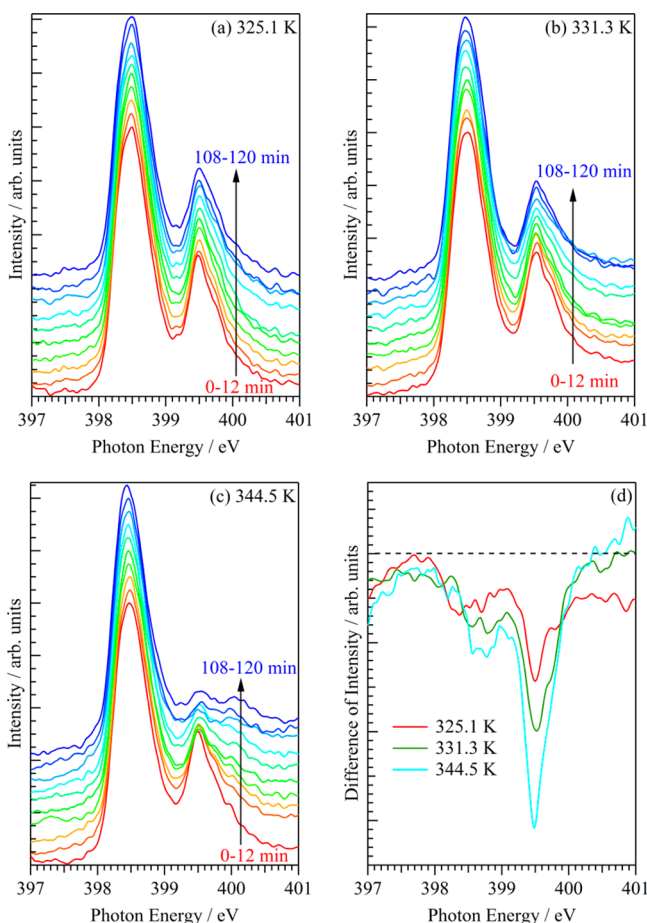 (a) 325.1 K
108-120 min
0-12 min
Intensity / arb. units
397 398 399 400 401
Photon Energy / eV
(b) 331.3 K
108-120 min
0-12 min
Intensity / arb. units
397 398 399 400 401
Photon Energy / eV
(c) 344.5 K
108-120 min
0-12 min
Intensity / arb. units
397 398 399 400 401
Photon Energy / eV
(d)
Difference of Intensity / arb. units
325.1 K
331.3 K
344.5 K
397 398 399 400 401
Photon Energy / eV